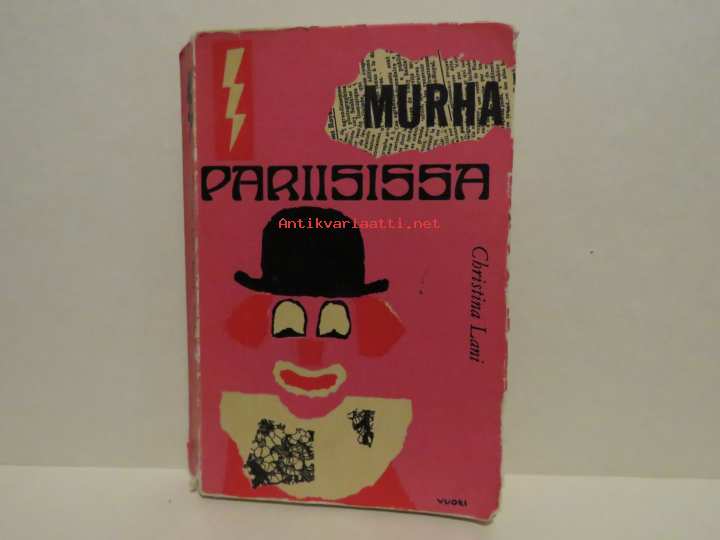 MURHA
PARIISISSA
Antikvariaatti.net
Christina Lani
VUORI